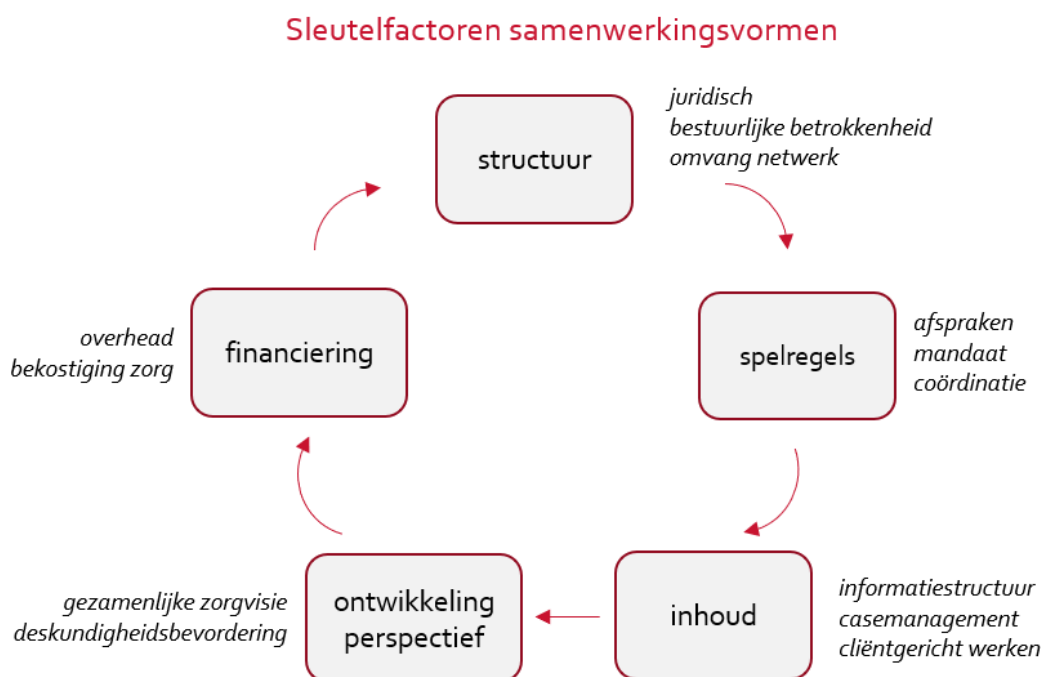 Sleutelfactoren samenwerkingsvormen
structuur
juridisch
bestuurlijke betrokkenheid
omvang netwerk
spelregels
afspraken
mandaat
coördinatie
inhoud
informatiestructuur
casemanagement
cliëntgericht werken
ontwikkeling
perspectief
gezamenlijke zorgvisie
deskundigheidsbevordering
financiering
overhead
bekostiging zorg